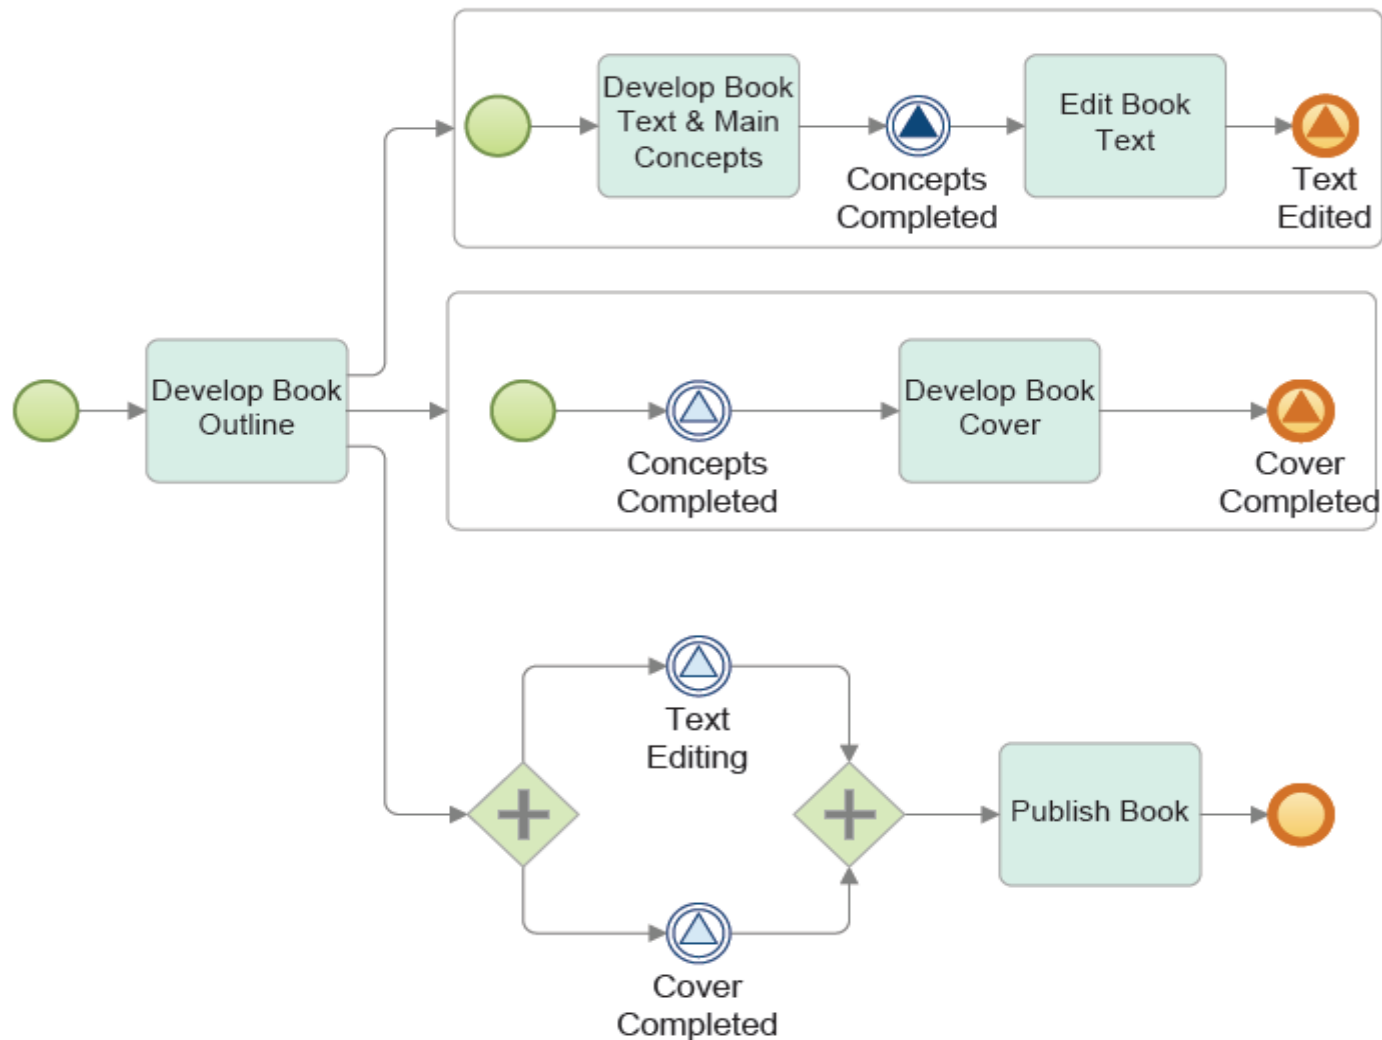 Develop Book
Text & Main
Concepts
Concepts
Completed
Edit Book
Text
Text
Edited
Develop Book
Outline
Concepts
Completed
Develop Book
Cover
Cover
Completed
Text
Editing
Cover
Completed
Publish Book